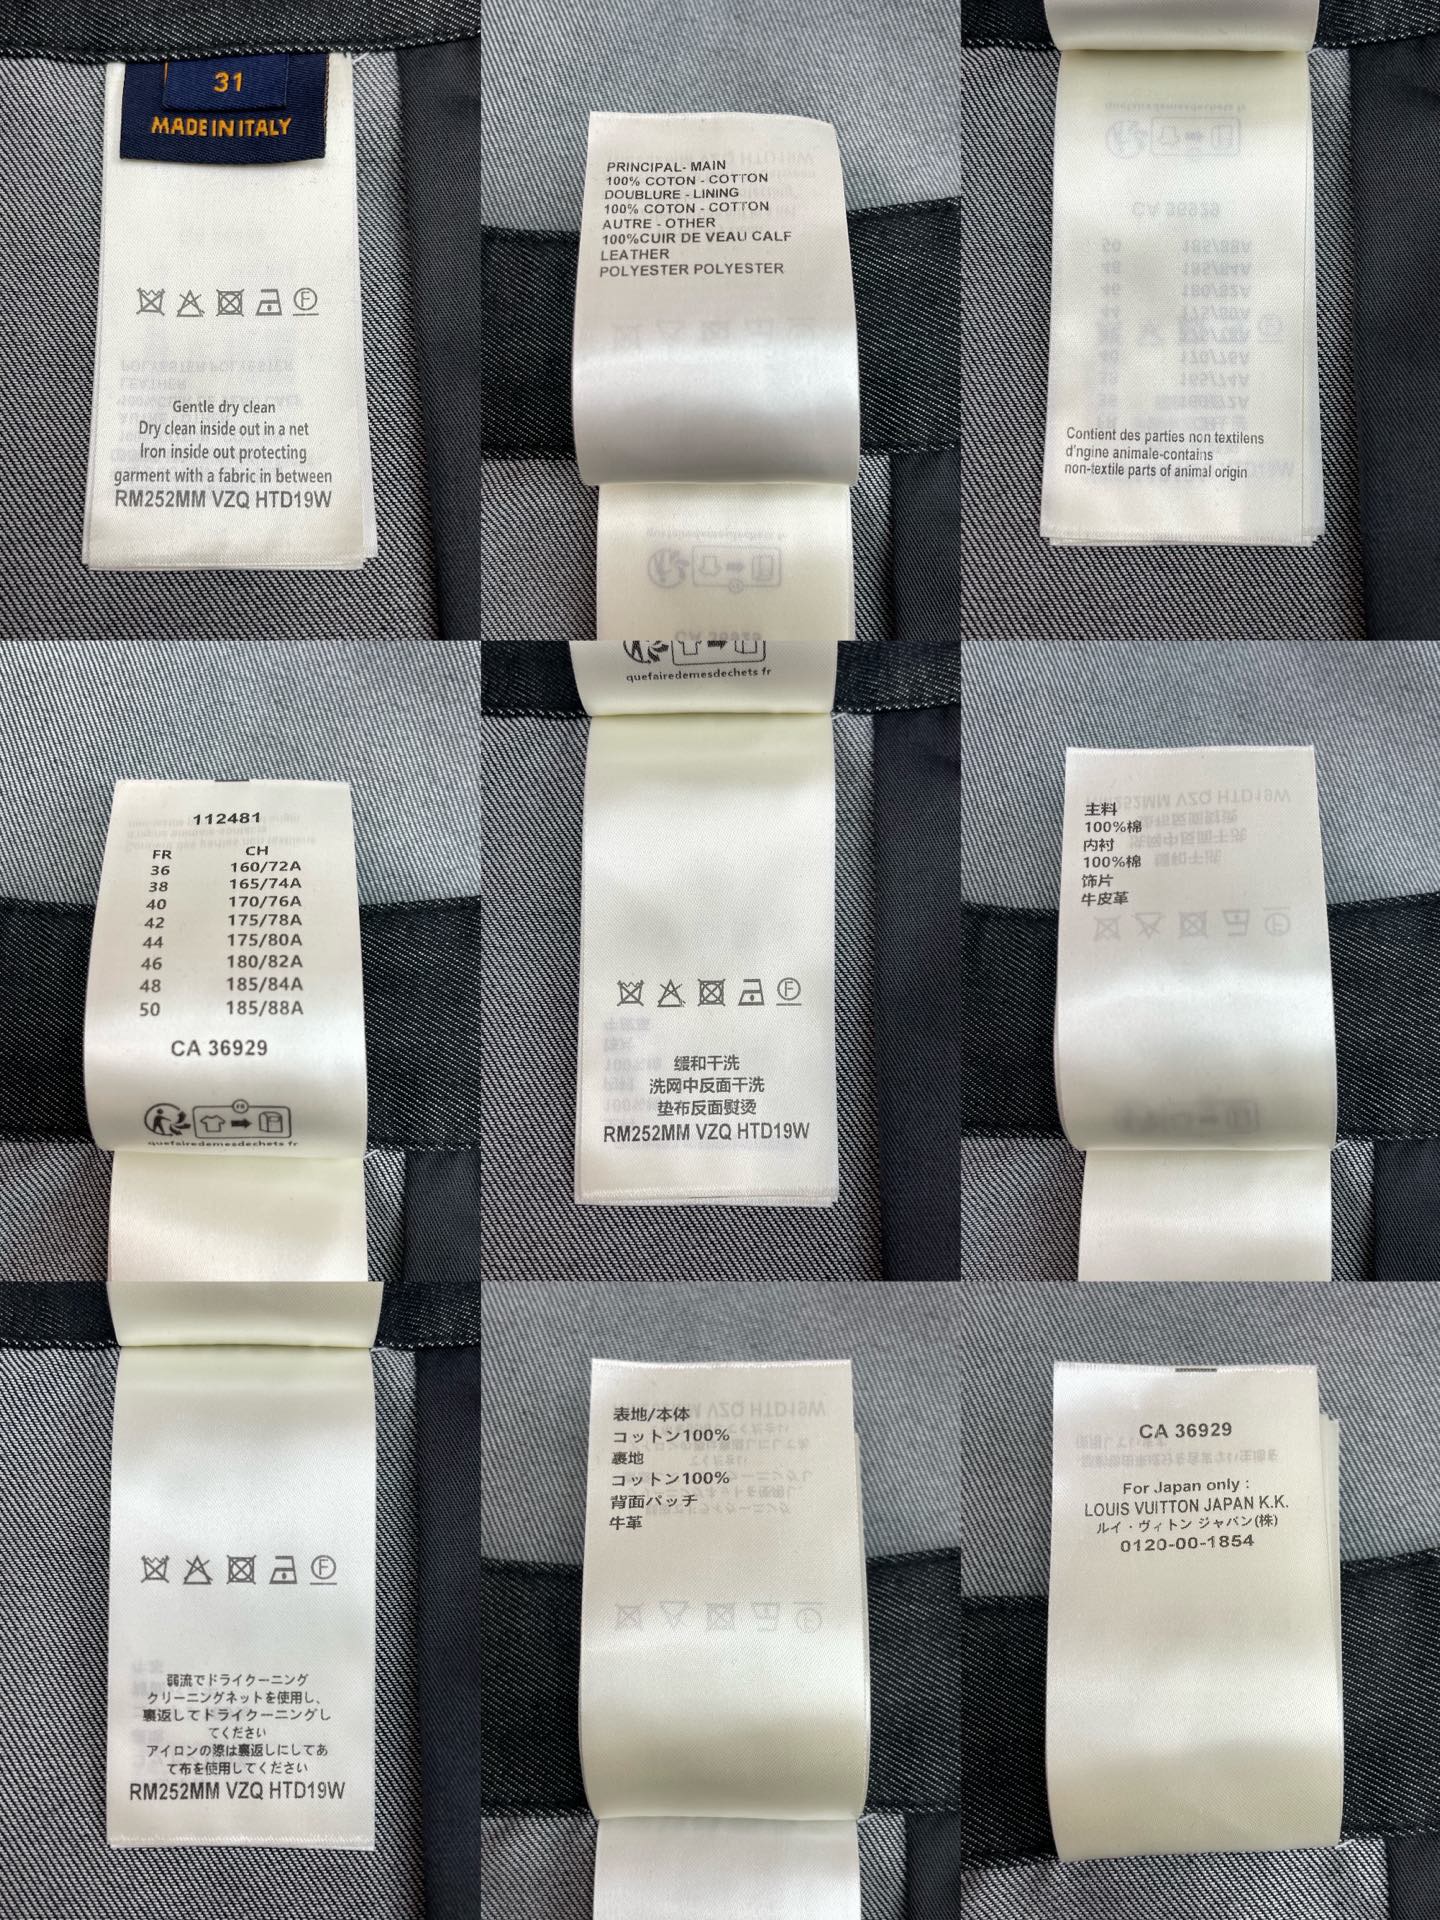 31
MADE IN ITALY
Gentle dry clean
Dry clean inside out in a net
Iron inside out protecting
garment with a fabric in between
RM252MM VZQ HTD19W
PRINCIPAL- MAIN
100% COTON - COTTON
DOUBLURE - LINING
100% COTON - COTTON
AUTRE - OTHER
100%CUIR DE VEAU CALF
LEATHER
POLYESTER POLYESTER
Contient des parties non textilens
d'ngine animale-contains
non-textile parts of animal origin
112481
FR CH
36 160/72A
38 165/74A
40 170/76A
42 175/78A
44 175/80A
46 180/82A
48 185/84A
50 185/88A
CA 36929
FR
quefairedemesdechets fr
quefairedemesdechets fr
F
缓和干洗
洗网中反面干洗
垫布反面熨烫
RM252MM VZQ HTD19W
主料
100%棉
内衬
100%棉
饰片
牛皮革
F
弱流でドライクーニング
クリーニングネットを使用し、
裏返してドライクーニングし
てください
アイロンの際は裏返しにしてあ
て布を使用してください
RM252MM VZQ HTD19W
表地/本体
コットン100%
裏地
コットン100%
背面パッチ
牛革
CA 36929
For Japan only :
LOUIS VUITTON JAPAN K.K.
ルイ・ヴィトン ジャパン(株)
0120-00-1854